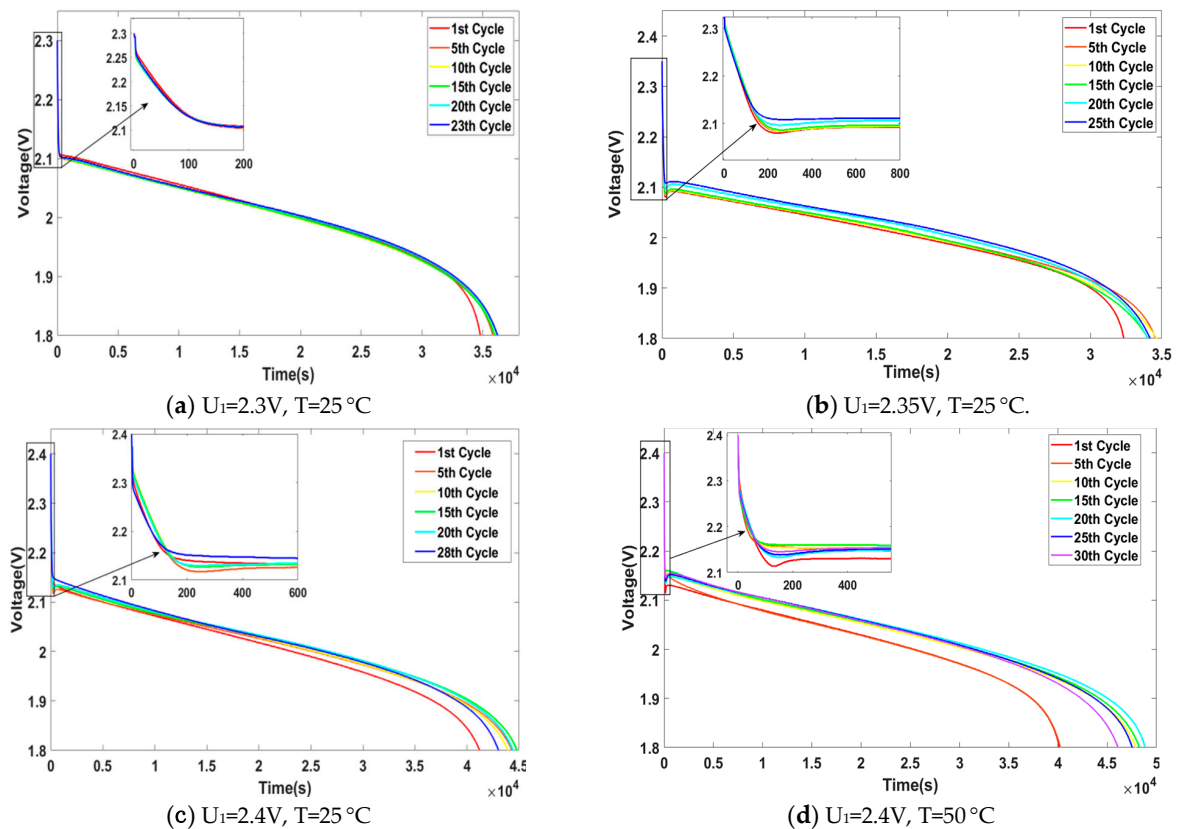 2.3
2.2
2.1
2
1.9
1.8
Voltage(V)
2.3
2.25
2.2
2.15
2.1
0 100 200
1st Cycle
5th Cycle
10th Cycle
15th Cycle
20th Cycle
23th Cycle
0 0.5 1 1.5 2 2.5 3 3.5
Time(s)
×10⁴
(a) U₁=2.3V, T=25 °C
2.4
2.3
2.2
2.1
2
1.9
1.8
Voltage(V)
2.3
2.2
2.1
0 200 400 600 800
1st Cycle
5th Cycle
10th Cycle
15th Cycle
20th Cycle
25th Cycle
0 0.5 1 1.5 2 2.5 3 3.5
Time(s)
×10⁴
(b) U₁=2.35V, T=25 °C.
2.4
2.3
2.2
2.1
2
1.9
1.8
Voltage(V)
2.4
2.3
2.2
2.1
0 200 400 600
1st Cycle
5th Cycle
10th Cycle
15th Cycle
20th Cycle
28th Cycle
0 0.5 1 1.5 2 2.5 3 3.5 4 4.5
Time(s)
×10⁴
(c) U₁=2.4V, T=25 °C
2.4
2.3
2.2
2.1
2
1.9
1.8
Voltage(V)
2.4
2.3
2.2
2.1
0 200 400
1st Cycle
5th Cycle
10th Cycle
15th Cycle
20th Cycle
25th Cycle
30th Cycle
0 0.5 1 1.5 2 2.5 3 3.5 4 4.5 5
Time(s)
×10⁴
(d) U₁=2.4V, T=50 °C